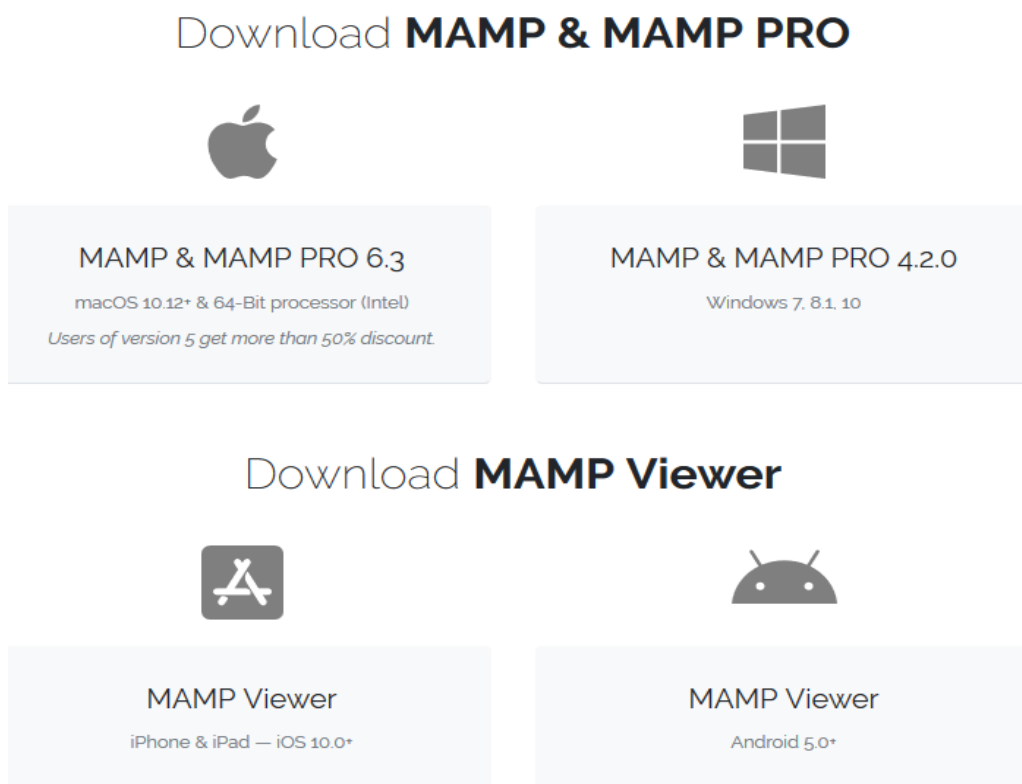 Download MAMP & MAMP PRO
MAMP & MAMP PRO 6.3
macOS 10.12+ & 64-Bit processor (Intel)
Users of version 5 get more than 50% discount.
MAMP & MAMP PRO 4.2.0
Windows 7, 8.1, 10
Download MAMP Viewer
MAMP Viewer
iPhone & iPad — iOS 10.0+
MAMP Viewer
Android 5.0+